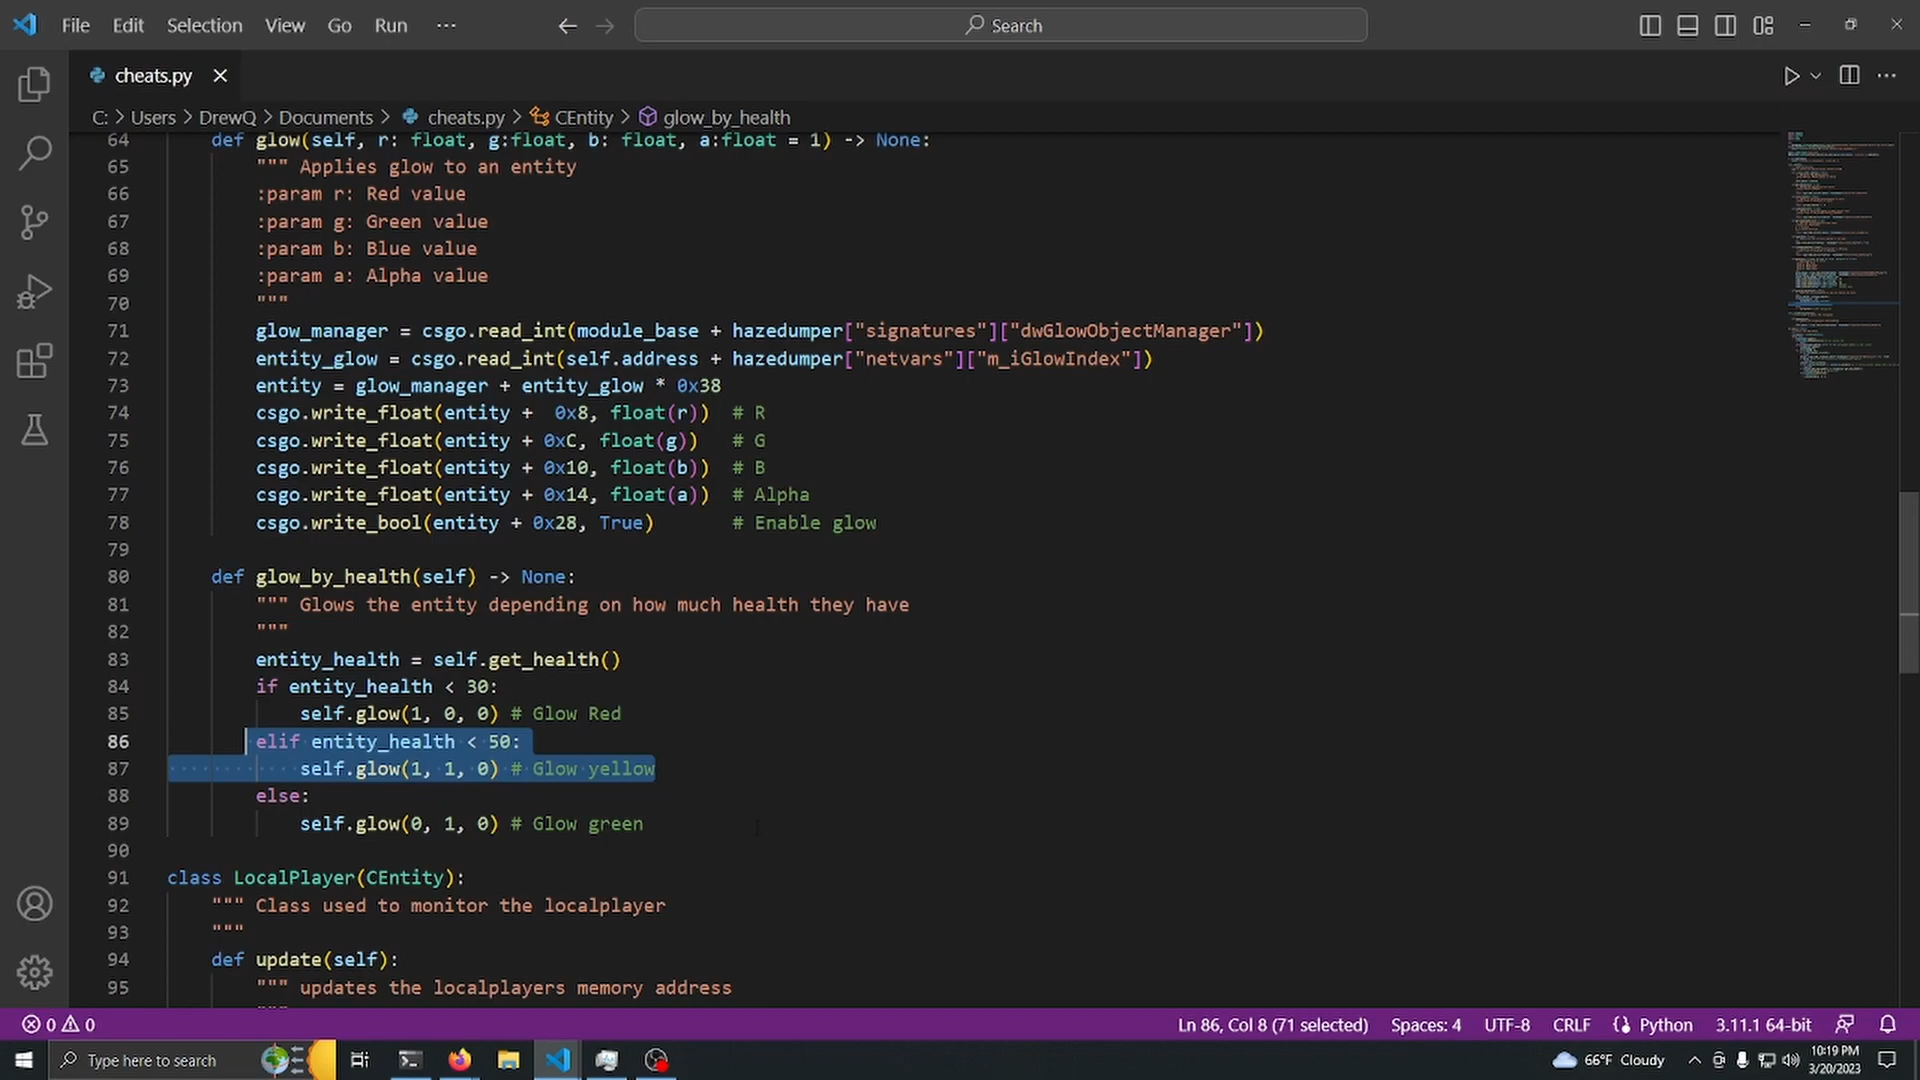 File Edit Selection View Go Run ···
Search
cheats.py
C: > Users > DrewQ > Documents > cheats.py > CEntity > glow_by_health
64 def glow(self, r: float, g:float, b: float, a:float = 1) -> None:
65 """ Applies glow to an entity
66 :param r: Red value
67 :param g: Green value
68 :param b: Blue value
69 :param a: Alpha value
70 """
71 glow_manager = csgo.read_int(module_base + hazedumper["signatures"]["dwGlowObjectManager"])
72 entity_glow = csgo.read_int(self.address + hazedumper["netvars"]["m_iGlowIndex"])
73 entity = glow_manager + entity_glow * 0x38
74 csgo.write_float(entity +  0x8, float(r))  # R
75 csgo.write_float(entity + 0xC, float(g))   # G
76 csgo.write_float(entity + 0x10, float(b))  # B
77 csgo.write_float(entity + 0x14, float(a))  # Alpha
78 csgo.write_bool(entity + 0x28, True)       # Enable glow
79
80 def glow_by_health(self) -> None:
81 """ Glows the entity depending on how much health they have
82 """
83 entity_health = self.get_health()
84 if entity_health < 30:
85 self.glow(1, 0, 0) # Glow Red
86 elif entity_health < 50:
87 self.glow(1, 1, 0) # Glow yellow
88 else:
89 self.glow(0, 1, 0) # Glow green
90
91 class LocalPlayer(CEntity):
92 """ Class used to monitor the localplayer
93 """
94 def update(self):
95 """ updates the localplayers memory address
0 0 Ln 86, Col 8 (71 selected) Spaces: 4 UTF-8 CRLF Python 3.11.1 64-bit
Type here to search 66°F Cloudy 10:19 PM
3/20/2023